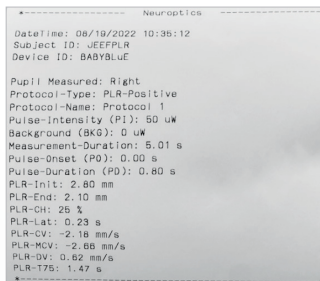 Neuroptics
DateTime: 08/19/2022 10:35:12
Subject ID: JEEFPLR
Device ID: BABYBLuE
Pupil Measured: Right
Protocol-Type: PLR-Positive
Protocol-Name: Protocol 1
Pulse-Intensity (PI): 50 uW
Background (BKG): 0 uW
Measurement-Duration: 5.01 s
Pulse-Onset (PO): 0.00 s
Pulse-Duration (PD): 0.80 s
PLR-Init: 2.80 mm
PLR-End: 2.10 mm
PLR-CH: 25 %
PLR-Lat: 0.23 s
PLR-CV: -2.18 mm/s
PLR-MCV: -2.66 mm/s
PLR-DV: 0.62 mm/s
PLR-T75: 1.47 s